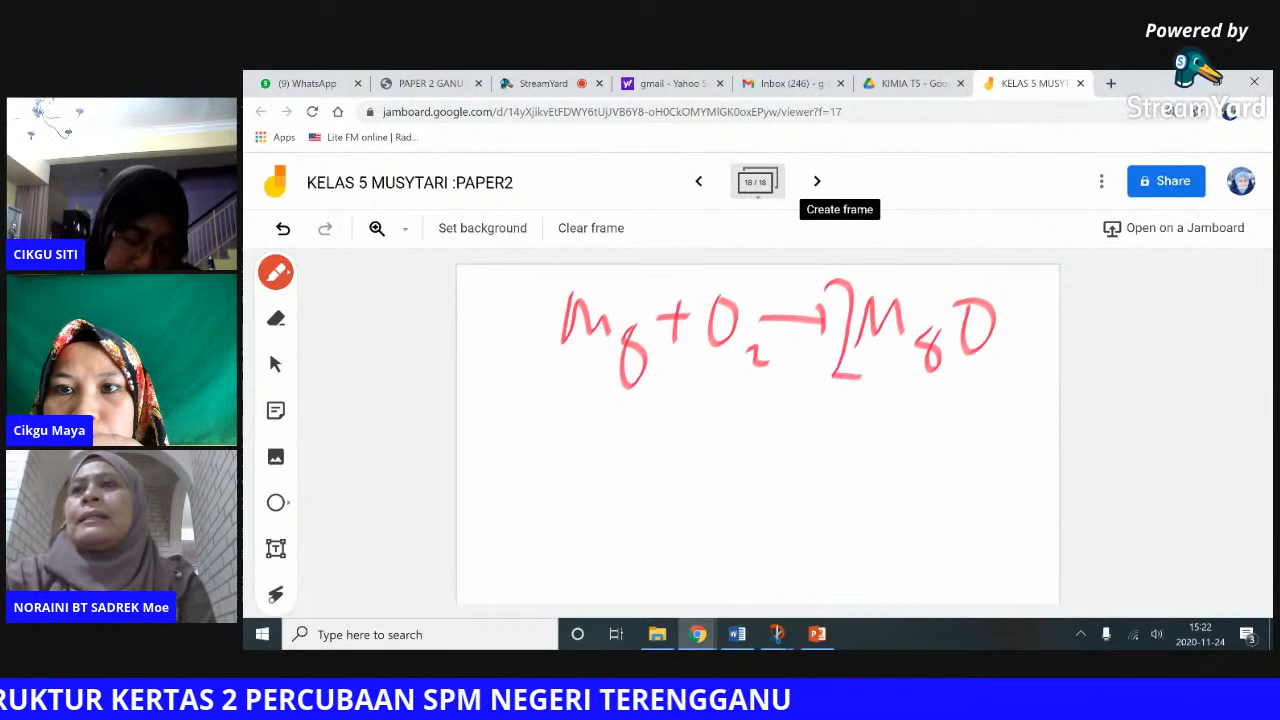 Powered by
StreamYard
(9) WhatsApp
PAPER 2 GANU
StreamYard
gmail - Yahoo S
Inbox (246) - g
KIMIA T5 - Goo
KELAS 5 MUSYT
jamboard.google.com/d/14yXjikvEtFDWY6tUjJVB6Y8-oH0CkOMYMlGK0oxEPyw/viewer?f=17
Apps
Lite FM online | Rad...
KELAS 5 MUSYTARI :PAPER2
18 / 18
Share
Create frame
Set background
Clear frame
Open on a Jamboard
CIKGU SITI
Mg + O2 → 2MgO
Cikgu Maya
NORAINI BT SADREK Moe
Type here to search
15:22
2020-11-24
3
RUKTUR KERTAS 2 PERCUBAAN SPM NEGERI TERENGGANU